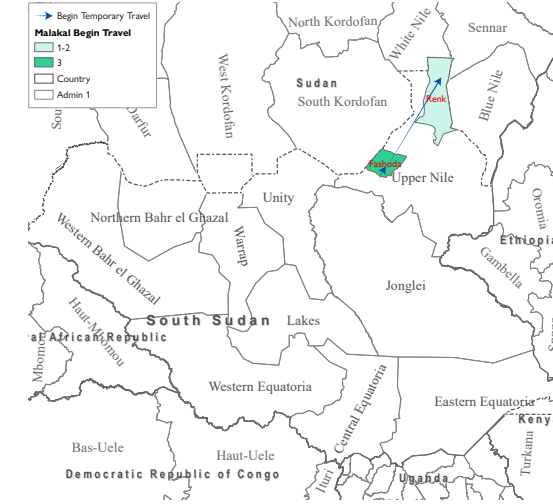 Begin Temporary Travel
Malakal Begin Travel
1-2
3
Country
Admin 1
North Kordofan
White Nile
Sennar
West Kordofan
Sudan
South Kordofan
Renk
Blue Nile
Darfur
Fashoda
Upper Nile
Unity
Oromia
Northern Bahr el Ghazal
Warrap
Ethiopia
Western Bahr el Ghazal
Gambella
Jonglei
Haut-Mbomou
South Sudan
Lakes
al African Republic
Mbomou
Western Equatoria
Central Equatoria
Eastern Equatoria
Keny
Bas-Uele
Haut-Uele
Turkana
Democratic Republic of Congo
Ituri
Uganda